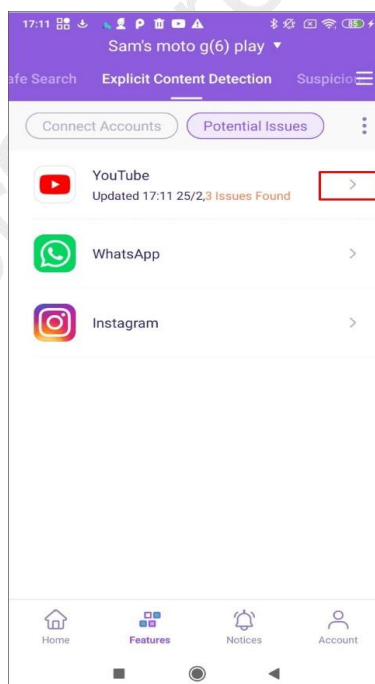 17:11 85
Sam's moto g(6) play
afe Search Explicit Content Detection Suspicio
Connect Accounts Potential Issues
YouTube
Updated 17:11 25/2,3 Issues Found
WhatsApp
Instagram
Home Features Notices Account